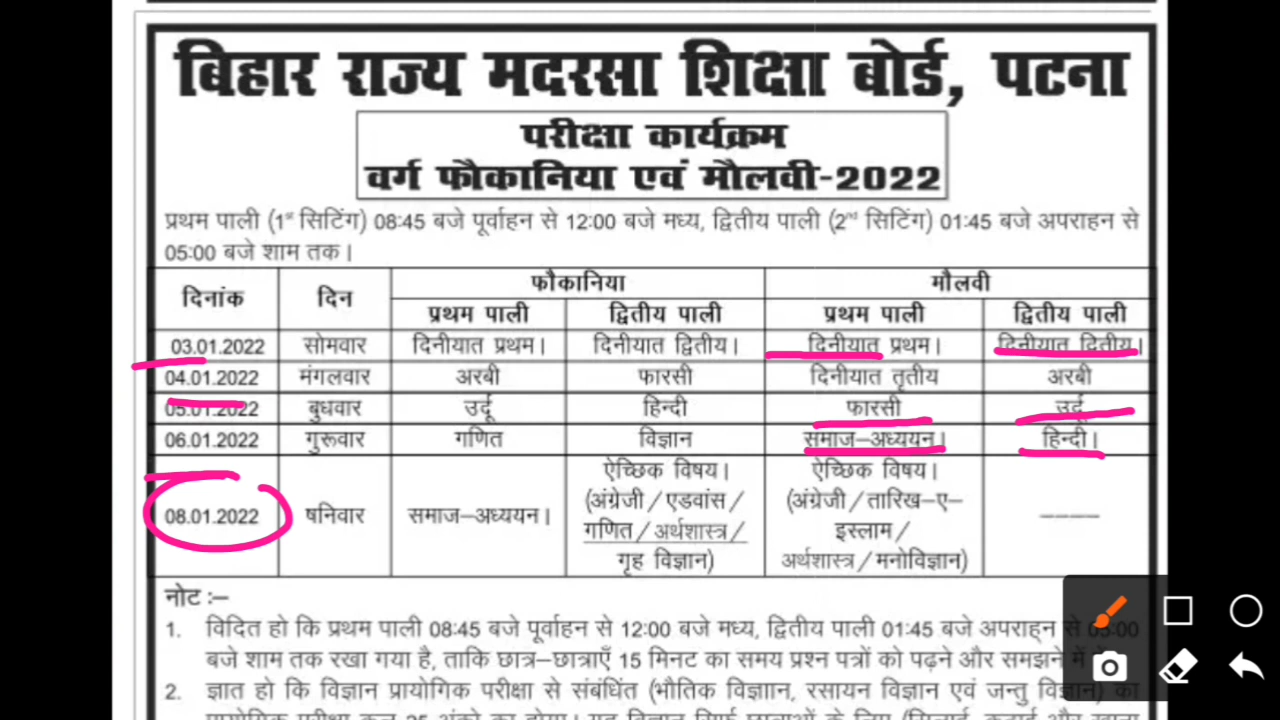 बिहार राज्य मदरसा शिक्षा बोर्ड, पटना
परीक्षा कार्यक्रम
वर्ग फौकानिया एवं मौलवी-2022
प्रथम पाली (1st सिटिंग) 08:45 बजे पूर्वाहन से 12:00 बजे मध्य, द्वितीय पाली (2nd सिटिंग) 01:45 बजे अपराहन से
05:00 बजे शाम तक।
दिनांक दिन फौकानिया मौलवी
प्रथम पाली द्वितीय पाली प्रथम पाली द्वितीय पाली
03.01.2022 सोमवार दिनीयात प्रथम। दिनीयात द्वितीय। दिनीयात प्रथम। दिनीयात द्वितीय।
04.01.2022 मंगलवार अरबी फारसी दिनीयात तृतीय अरबी
05.01.2022 बुधवार उर्दू हिन्दी फारसी उर्दू
06.01.2022 गुरूवार गणित विज्ञान समाज–अध्ययन। हिन्दी।
08.01.2022 षनिवार समाज–अध्ययन। ऐच्छिक विषय। (अंग्रेजी/एडवांस/ गणित/अर्थशास्त्र/ गृह विज्ञान) ऐच्छिक विषय। (अंग्रेजी/तारिख–ए– इस्लाम/ अर्थशास्त्र/मनोविज्ञान) ––––
नोट :–
1. विदित हो कि प्रथम पाली 08:45 बजे पूर्वाहन से 12:00 बजे मध्य, द्वितीय पाली 01:45 बजे अपराह्न से 05:00
बजे शाम तक रखा गया है, ताकि छात्र–छात्राएँ 15 मिनट का समय प्रश्न पत्रों को पढ़ने और समझने में
2. ज्ञात हो कि विज्ञान प्रायोगिक परीक्षा से संबंधित (भौतिक विज्ञाान, रसायन विज्ञान एवं जन्तु विज्ञान) का